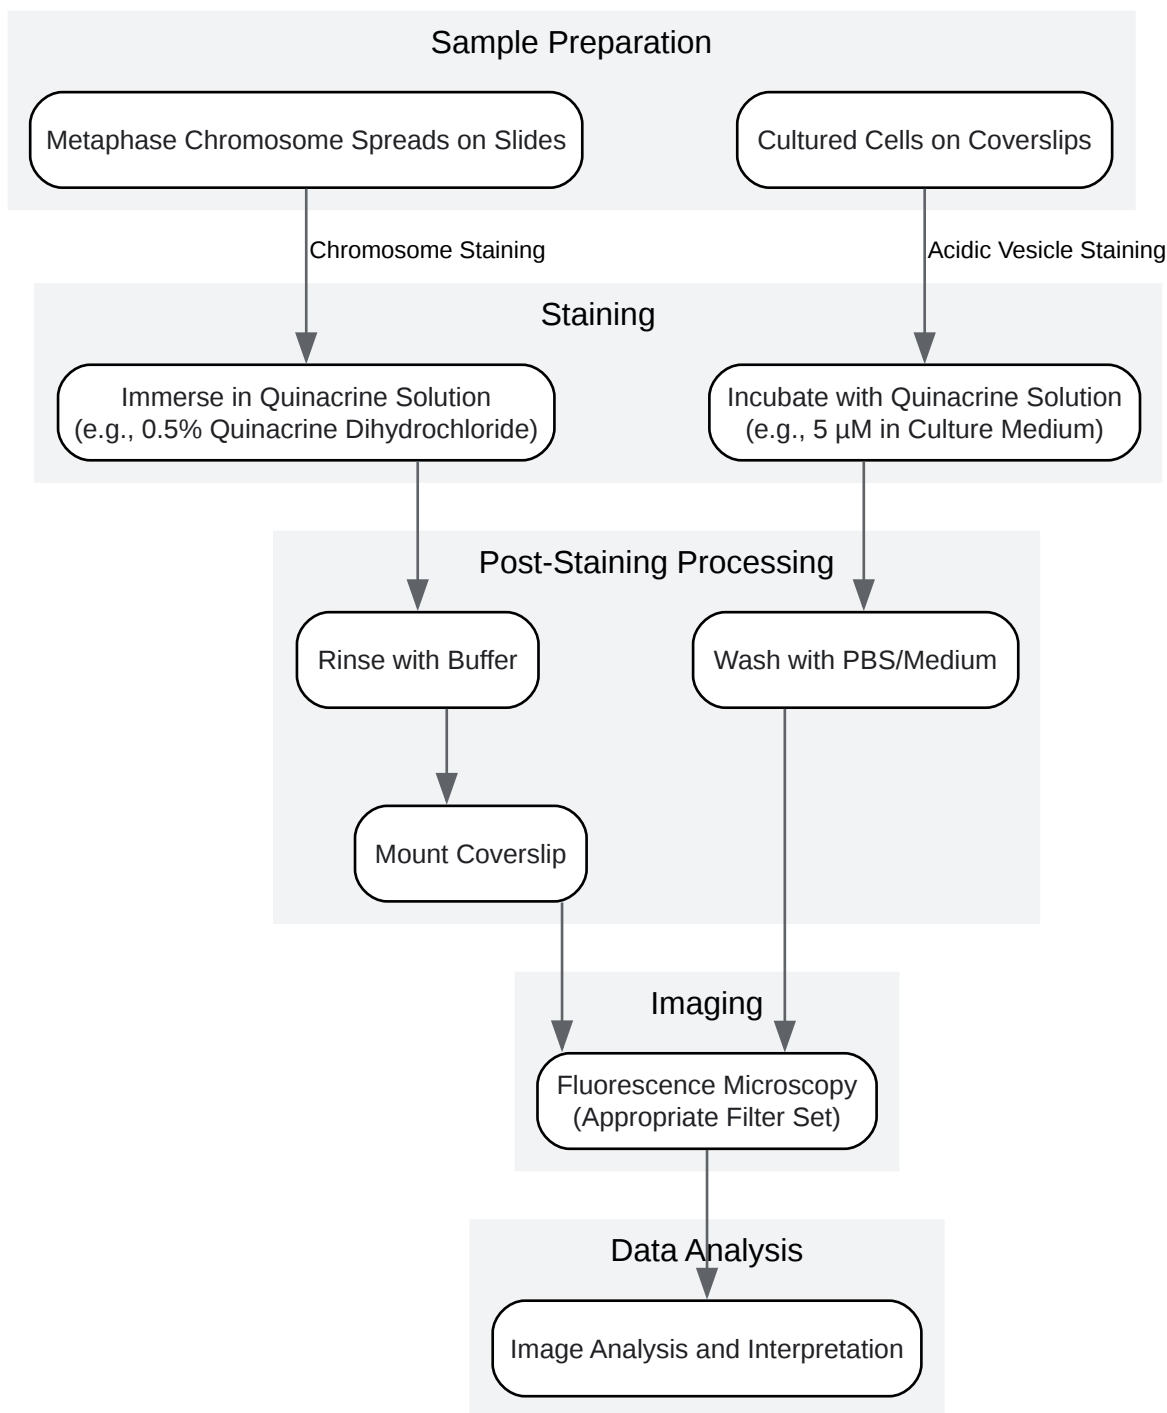 Sample Preparation
Metaphase Chromosome Spreads on Slides
Cultured Cells on Coverslips
Chromosome Staining
Acidic Vesicle Staining
Staining
Immerse in Quinacrine Solution
(e.g., 0.5% Quinacrine Dihydrochloride)
Incubate with Quinacrine Solution
(e.g., 5 µM in Culture Medium)
Post-Staining Processing
Rinse with Buffer
Wash with PBS/Medium
Mount Coverslip
Imaging
Fluorescence Microscopy
(Appropriate Filter Set)
Data Analysis
Image Analysis and Interpretation